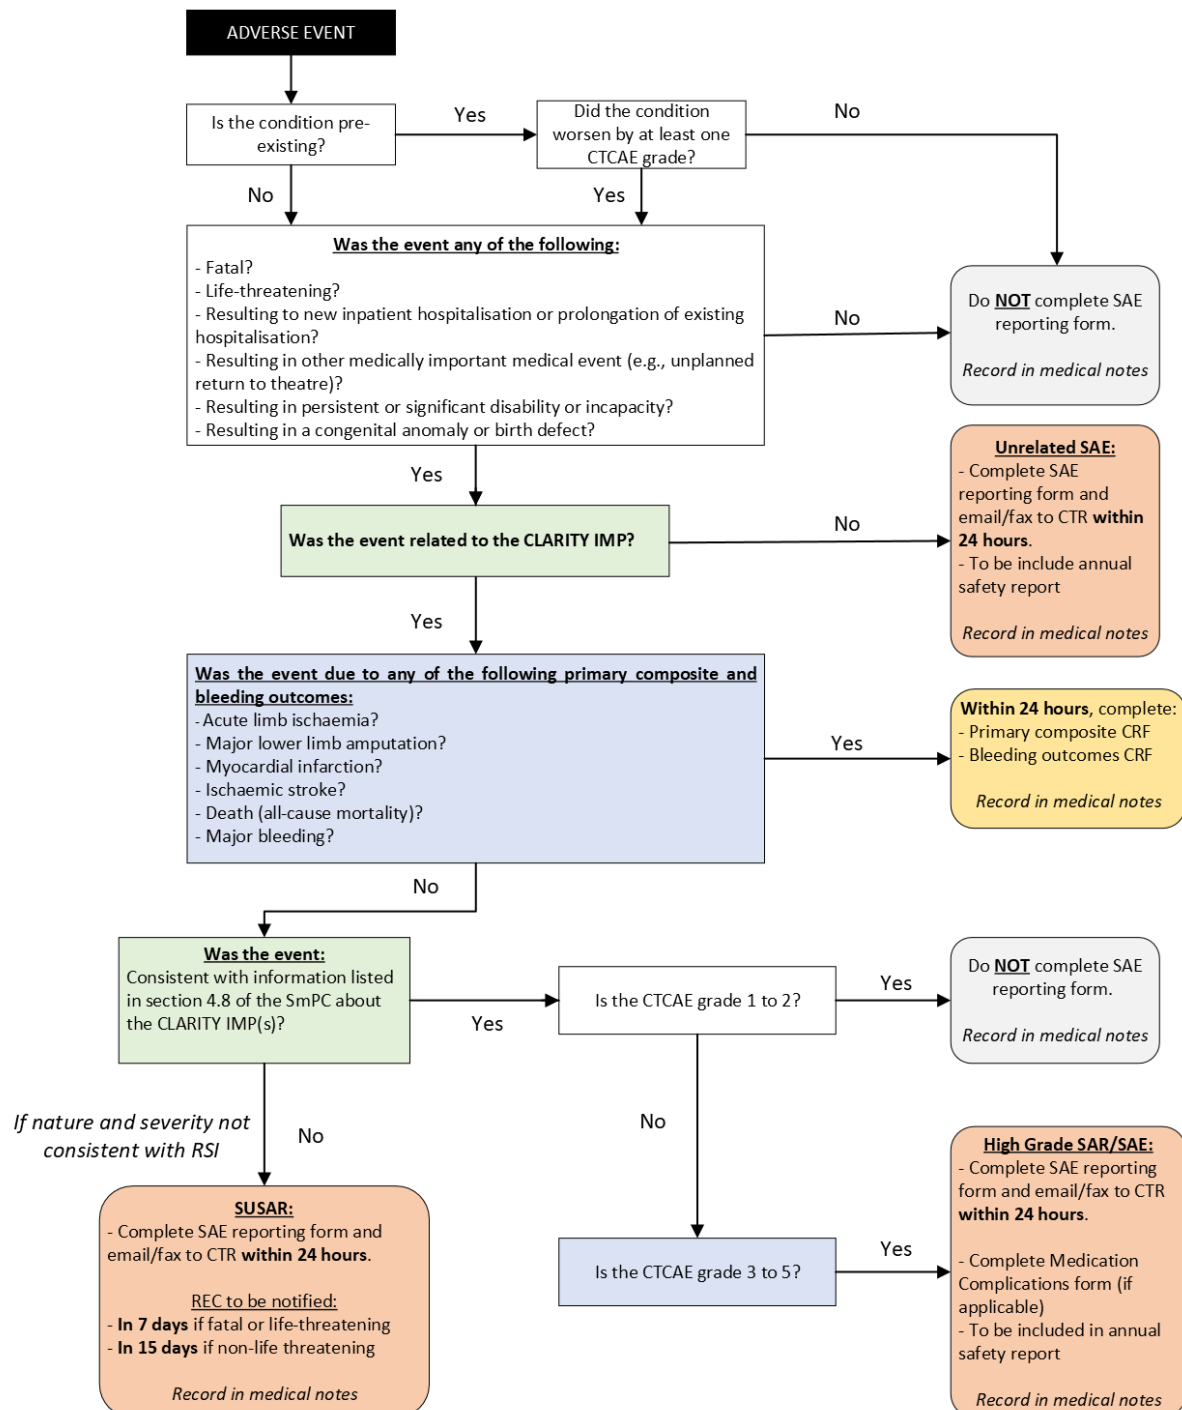 ADVERSE EVENT
Is the condition pre-
existing?
Yes
Did the condition
worsen by at least one
CTCAE grade?
No
No
Yes
Was the event any of the following:
- Fatal?
- Life-threatening?
- Resulting to new inpatient hospitalisation or prolongation of existing
hospitalisation?
- Resulting in other medically important medical event (e.g., unplanned
return to theatre)?
- Resulting in persistent or significant disability or incapacity?
- Resulting in a congenital anomaly or birth defect?
No
Do NOT complete SAE
reporting form.
Record in medical notes
Yes
Was the event related to the CLARITY IMP?
No
Unrelated SAE:
- Complete SAE
reporting form and
email/fax to CTR within
24 hours.
- To be include annual
safety report
Record in medical notes
Yes
Was the event due to any of the following primary composite and
bleeding outcomes:
- Acute limb ischaemia?
- Major lower limb amputation?
- Myocardial infarction?
- Ischaemic stroke?
- Death (all-cause mortality)?
- Major bleeding?
Yes
Within 24 hours, complete:
- Primary composite CRF
- Bleeding outcomes CRF
Record in medical notes
No
Was the event:
Consistent with information listed
in section 4.8 of the SmPC about
the CLARITY IMP(s)?
Yes
Is the CTCAE grade 1 to 2?
Yes
Do NOT complete SAE
reporting form.
Record in medical notes
If nature and severity not
consistent with RSI
No
No
SUSAR:
- Complete SAE reporting form and
email/fax to CTR within 24 hours.
REC to be notified:
- In 7 days if fatal or life-threatening
- In 15 days if non-life threatening
Record in medical notes
Is the CTCAE grade 3 to 5?
Yes
High Grade SAR/SAE:
- Complete SAE reporting
form and email/fax to CTR
within 24 hours.
- Complete Medication
Complications form (if
applicable)
- To be included in annual
safety report
Record in medical notes